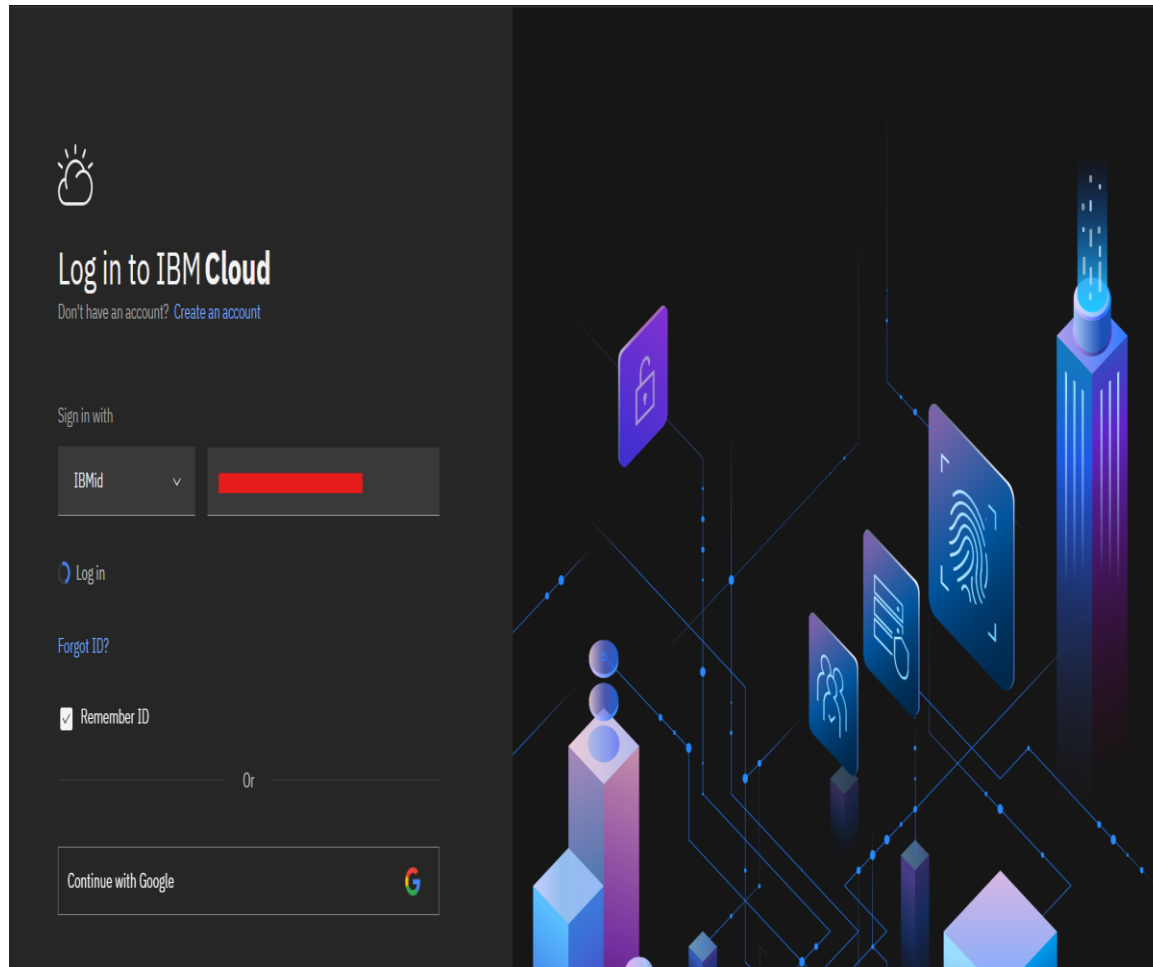 Log in to IBM Cloud
Don't have an account? Create an account
Sign in with
IBMid
Log in
Forgot ID?
Remember ID
Or
Continue with Google